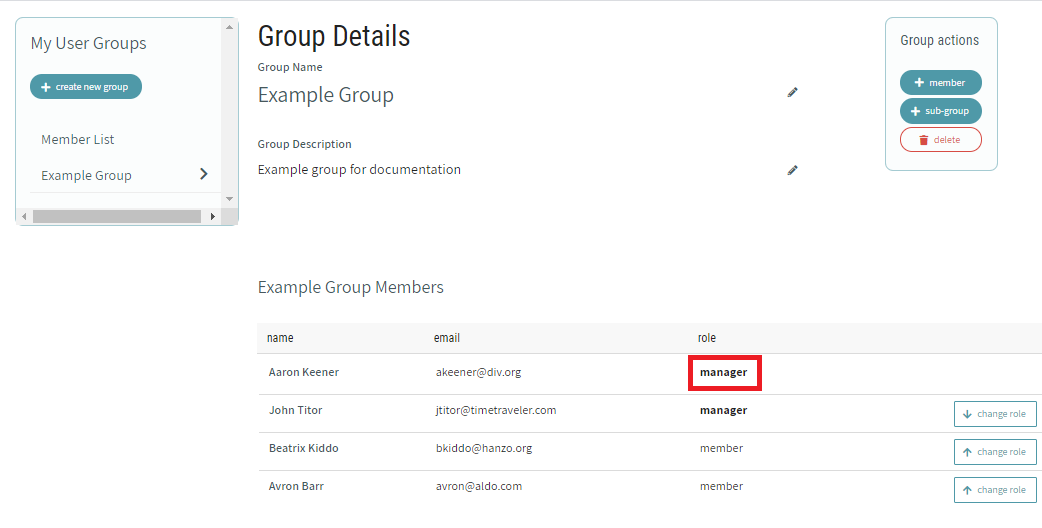 My User Groups
create new group
Member List
Example Group
Group Details
Group Name
Example Group
Group Description
Example group for documentation
Group actions
member
sub-group
delete
Example Group Members
name email role
Aaron Keener akeener@div.org manager
John Titor jtitor@timetraveler.com manager change role
Beatrix Kiddo bkiddo@hanzo.org member change role
Avron Barr avron@aldo.com member change role